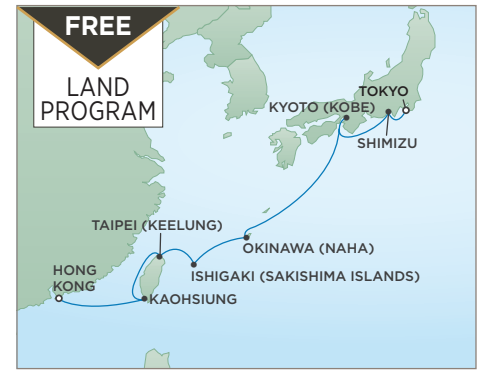 FREE
LAND
PROGRAM
TOKYO
KYOTO (KOBE)
SHIMIZU
TAIPEI (KEELUNG)
OKINAWA (NAHA)
HONG
KONG
ISHIGAKI (SAKISHIMA ISLANDS)
KAOHSIUNG